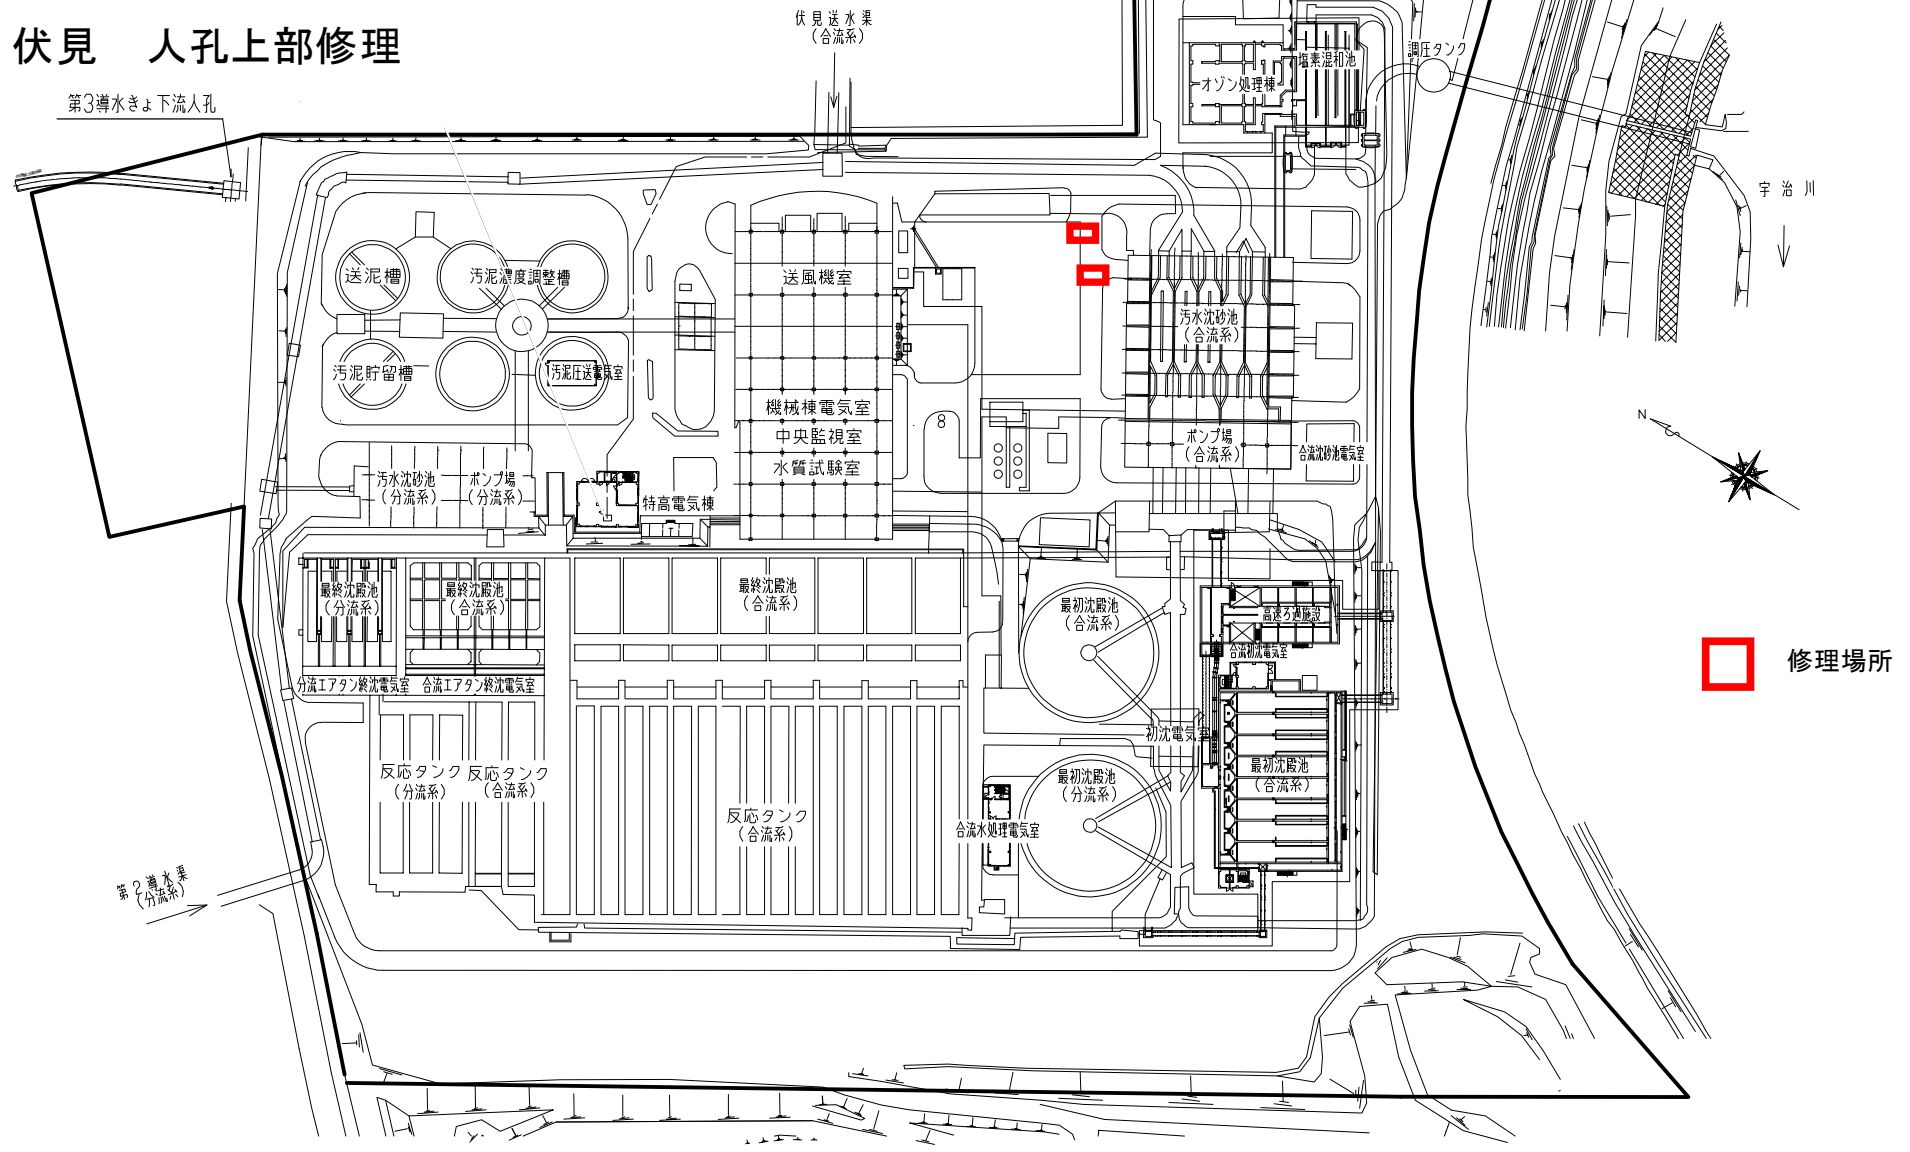 伏見　人孔上部修理
第3導水きょ下流人孔
伏見送水渠
(合流系)
オゾン処理棟
塩素混和池
調圧タンク
宇治川
送泥槽
汚泥濃度調整槽
送風機室
汚水沈砂池
(合流系)
汚泥貯留槽
汚泥圧送電気室
機械棟電気室
中央監視室
水質試験室
8
ポンプ場
(合流系)
合流沈砂池電気室
N
汚水沈砂池
(分流系)
ポンプ場
(分流系)
特高電気棟
最終沈殿池
(分流系)
最終沈殿池
(合流系)
最終沈殿池
(合流系)
最初沈殿池
(合流系)
高速ろ過施設
合流初沈電気室
修理場所
分流エアタン終沈電気室
合流エアタン終沈電気室
初沈電気室
反応タンク
(分流系)
反応タンク
(合流系)
最初沈殿池
(分流系)
最初沈殿池
(合流系)
反応タンク
(合流系)
合流水処理電気室
第2導水渠
(分流系)